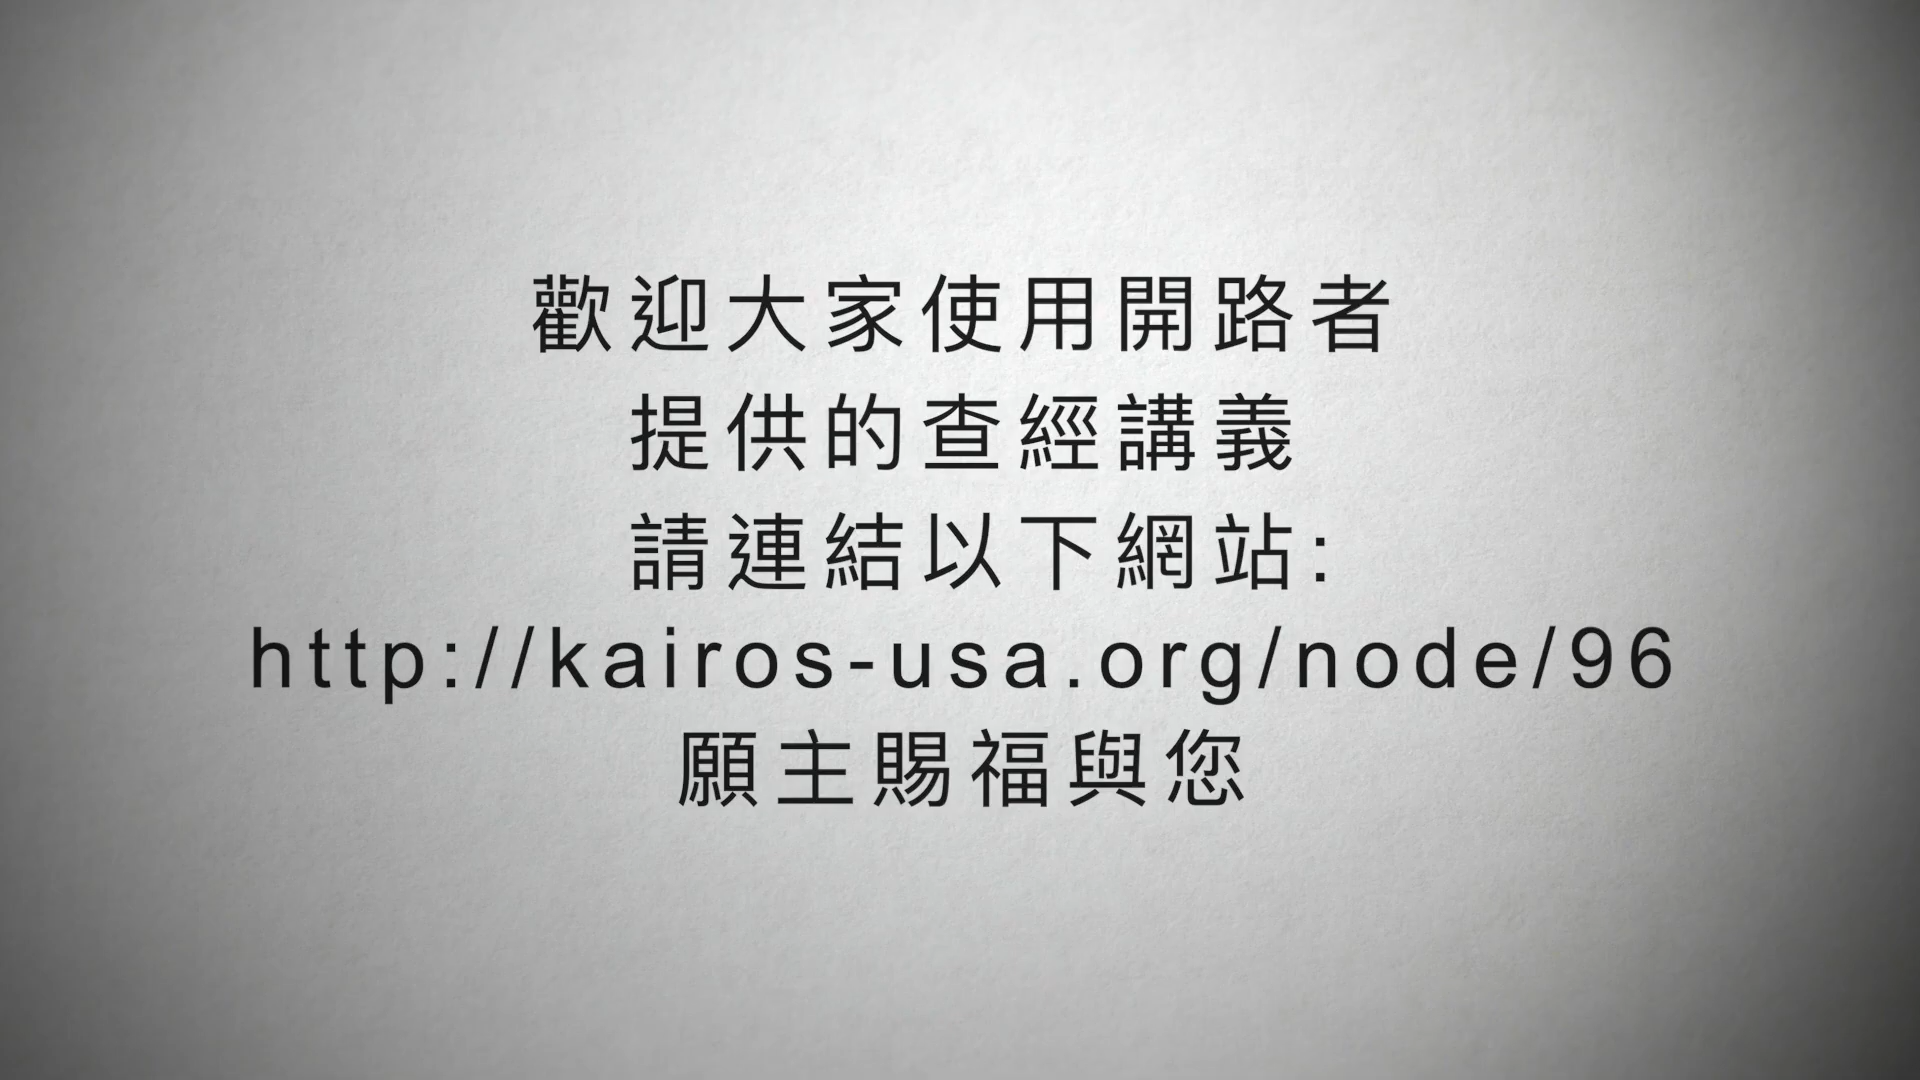 歡迎大家使用開路者
提供的查經講義
請連結以下網站:
http://kairos-usa.org/node/96
願主賜福與您